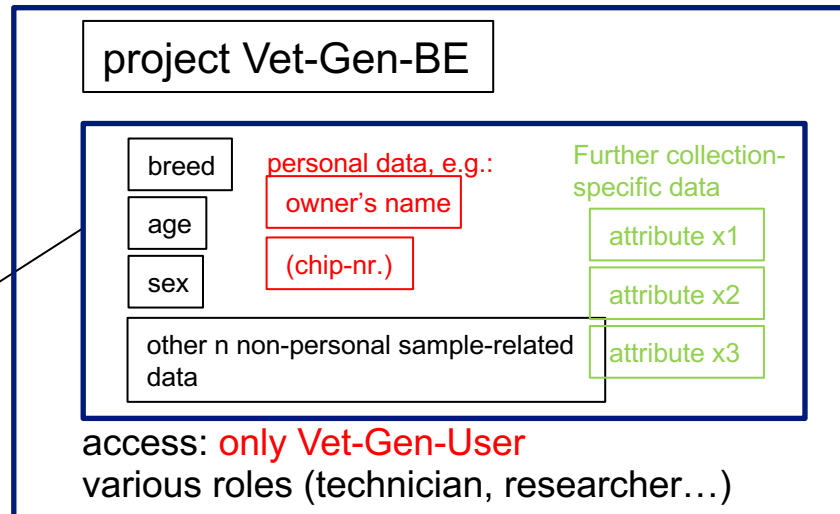 project Vet-Gen-BE
breed
age
sex
other n non-personal sample-related
data
personal data, e.g.:
owner's name
(chip-nr.)
Further collection-
specific data
attribute x1
attribute x2
attribute x3
access: only Vet-Gen-User
various roles (technician, researcher…)